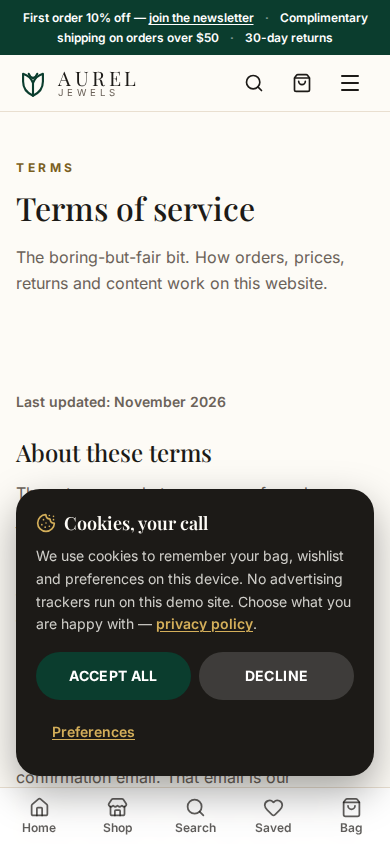 First order 10% off — join the newsletter · Complimentary
shipping on orders over $50 · 30-day returns
AUREL
JEWELS
TERMS
Terms of service
The boring-but-fair bit. How orders, prices,
returns and content work on this website.
Last updated: November 2026
About these terms
Cookies, your call
We use cookies to remember your bag, wishlist
and preferences on this device. No advertising
trackers run on this demo site. Choose what you
are happy with — privacy policy.
ACCEPT ALL
DECLINE
Preferences
confirmation email. That email is our
Home
Shop
Search
Saved
Bag